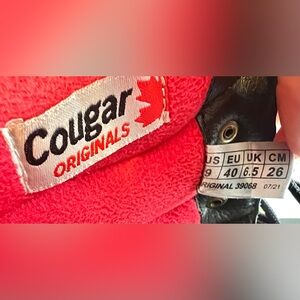 Cougar
ORIGINALS
US EU UK CM
9 40 6.5 26
ORIGINAL 39068 07/21